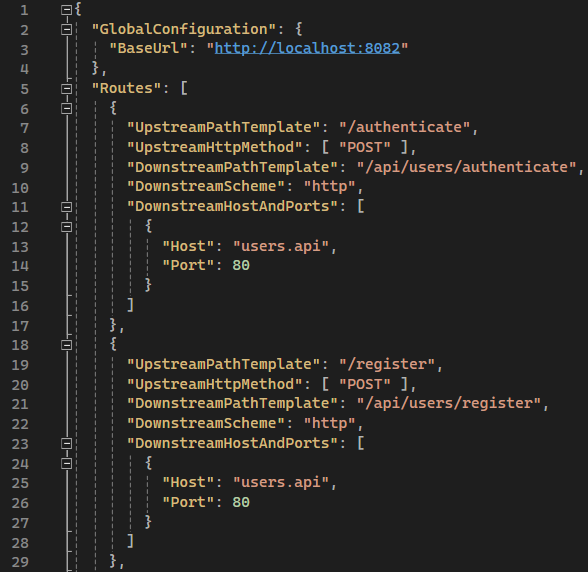 1 {
2 "GlobalConfiguration": {
3 "BaseUrl": "http://localhost:8082"
4 },
5 "Routes": [
6 {
7 "UpstreamPathTemplate": "/authenticate",
8 "UpstreamHttpMethod": [ "POST" ],
9 "DownstreamPathTemplate": "/api/users/authenticate",
10 "DownstreamScheme": "http",
11 "DownstreamHostAndPorts": [
12 {
13 "Host": "users.api",
14 "Port": 80
15 }
16 ]
17 },
18 {
19 "UpstreamPathTemplate": "/register",
20 "UpstreamHttpMethod": [ "POST" ],
21 "DownstreamPathTemplate": "/api/users/register",
22 "DownstreamScheme": "http",
23 "DownstreamHostAndPorts": [
24 {
25 "Host": "users.api",
26 "Port": 80
27 }
28 ]
29 },